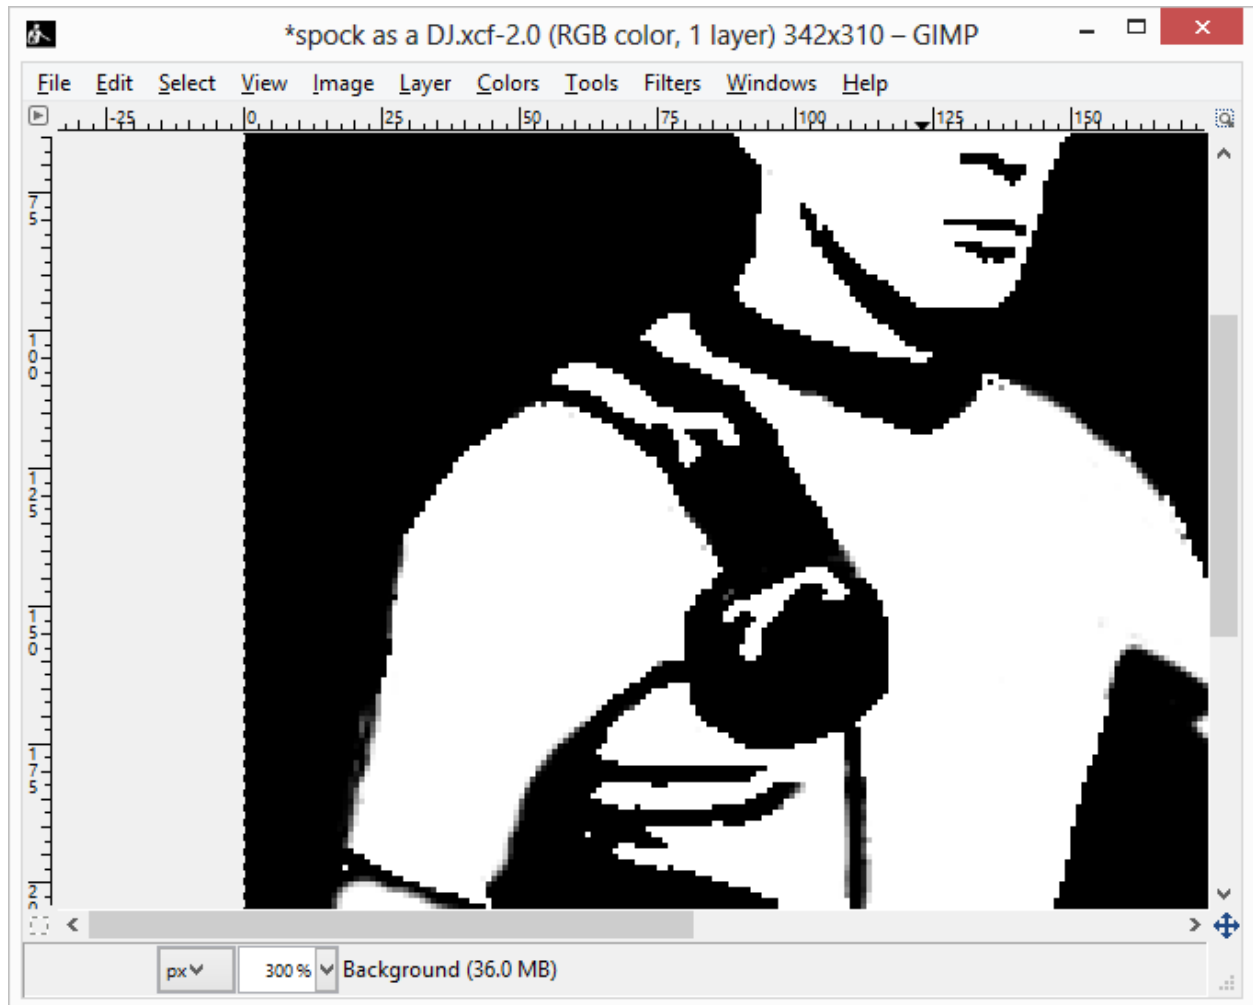 *spock as a DJ.xcf-2.0 (RGB color, 1 layer) 342x310 – GIMP
File Edit Select View Image Layer Colors Tools Filters Windows Help
-25 0 25 50 75 100 125 150
75
100
125
150
175
20
px 300 % Background (36.0 MB)